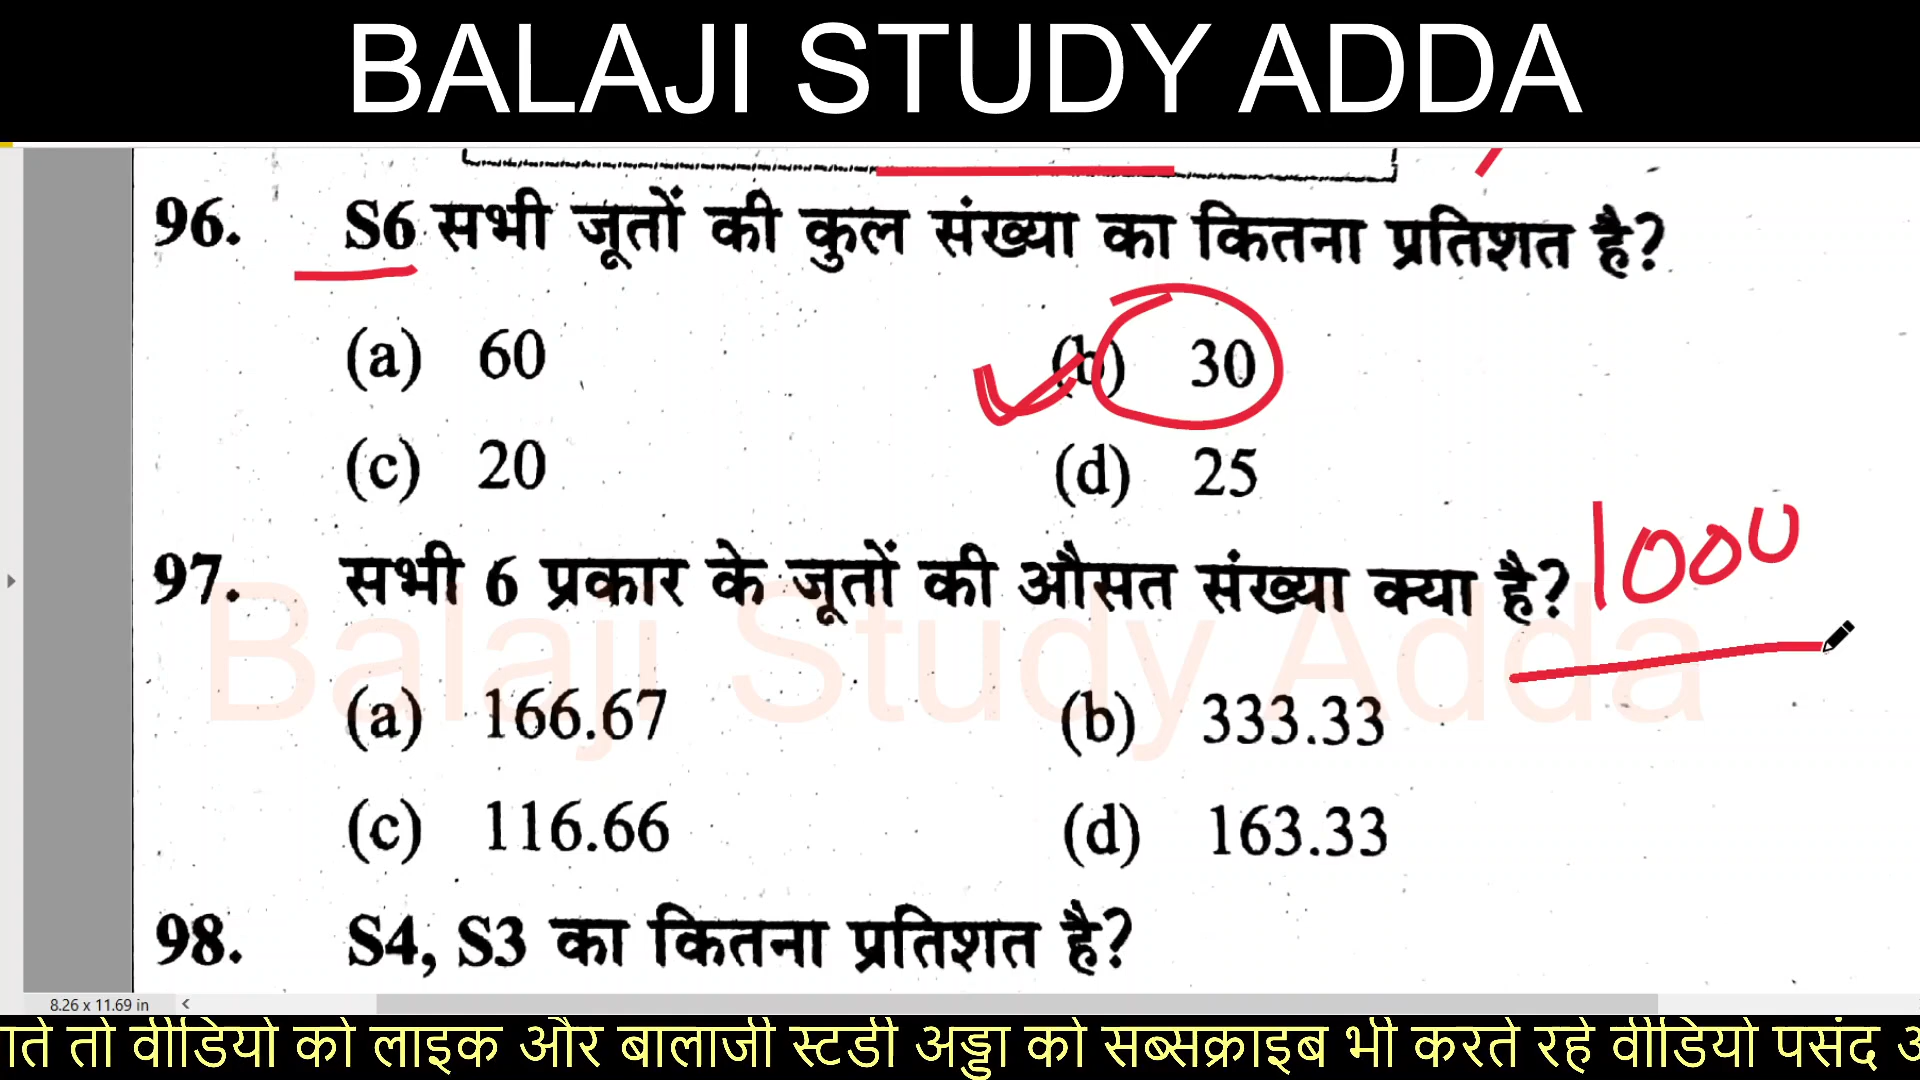 BALAJI STUDY ADDA
96. S6 सभी जूतों की कुल संख्या का कितना प्रतिशत है?
(a) 60 (b) 30
(c) 20 (d) 25
1000
97. सभी 6 प्रकार के जूतों की औसत संख्या क्या है?
Balaji Study Adda
(a) 166.67 (b) 333.33
(c) 116.66 (d) 163.33
98. S4, S3 का कितना प्रतिशत है?
8.26 x 11.69 in
तो वीडियो को लाइक और बालाजी स्टडी अड्डा को सब्सक्राइब भी करते रहे वीडियो पसंद